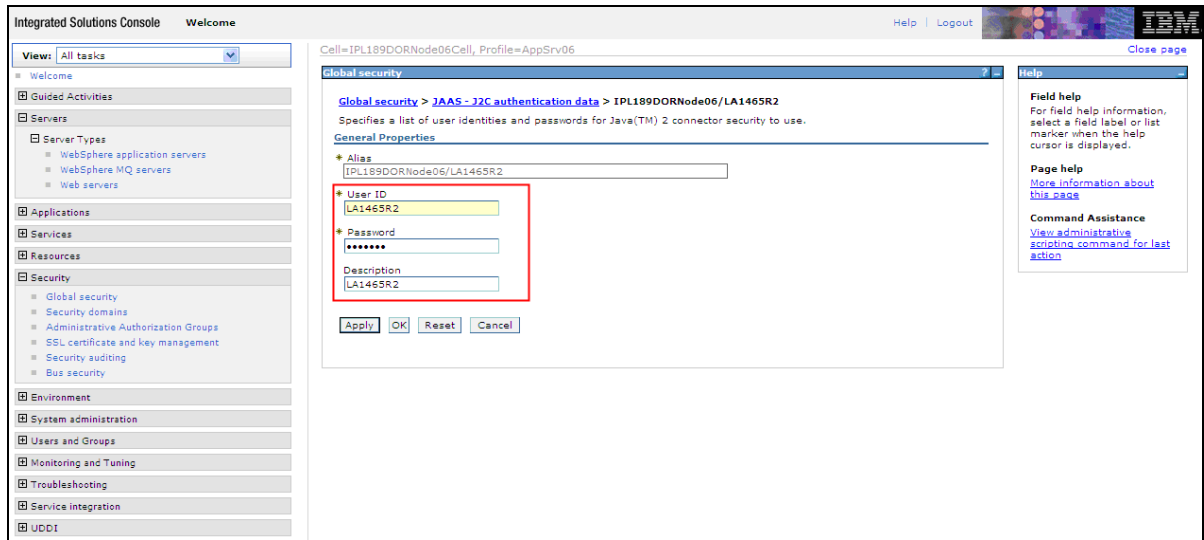 Integrated Solutions Console Welcome Help | Logout IBM
View: All tasks
Cell=IPL189DORNode06Cell, Profile=AppSrv06 Close page
Welcome
Guided Activities
Servers
Server Types
WebSphere application servers
WebSphere MQ servers
Web servers
Applications
Services
Resources
Security
Global security
Security domains
Administrative Authorization Groups
SSL certificate and key management
Security auditing
Bus security
Environment
System administration
Users and Groups
Monitoring and Tuning
Troubleshooting
Service integration
UDDI
Global security ? _
Global security > JAAS - J2C authentication data > IPL189DORNode06/LA1465R2
Specifies a list of user identities and passwords for Java(TM) 2 connector security to use.
General Properties
* Alias
IPL189DORNode06/LA1465R2
* User ID
LA1465R2
* Password
•••••••
Description
LA1465R2
Apply OK Reset Cancel
Help _
Field help
For field help information,
select a field label or list
marker when the help
cursor is displayed.
Page help
More information about
this page
Command Assistance
View administrative
scripting command for last
action